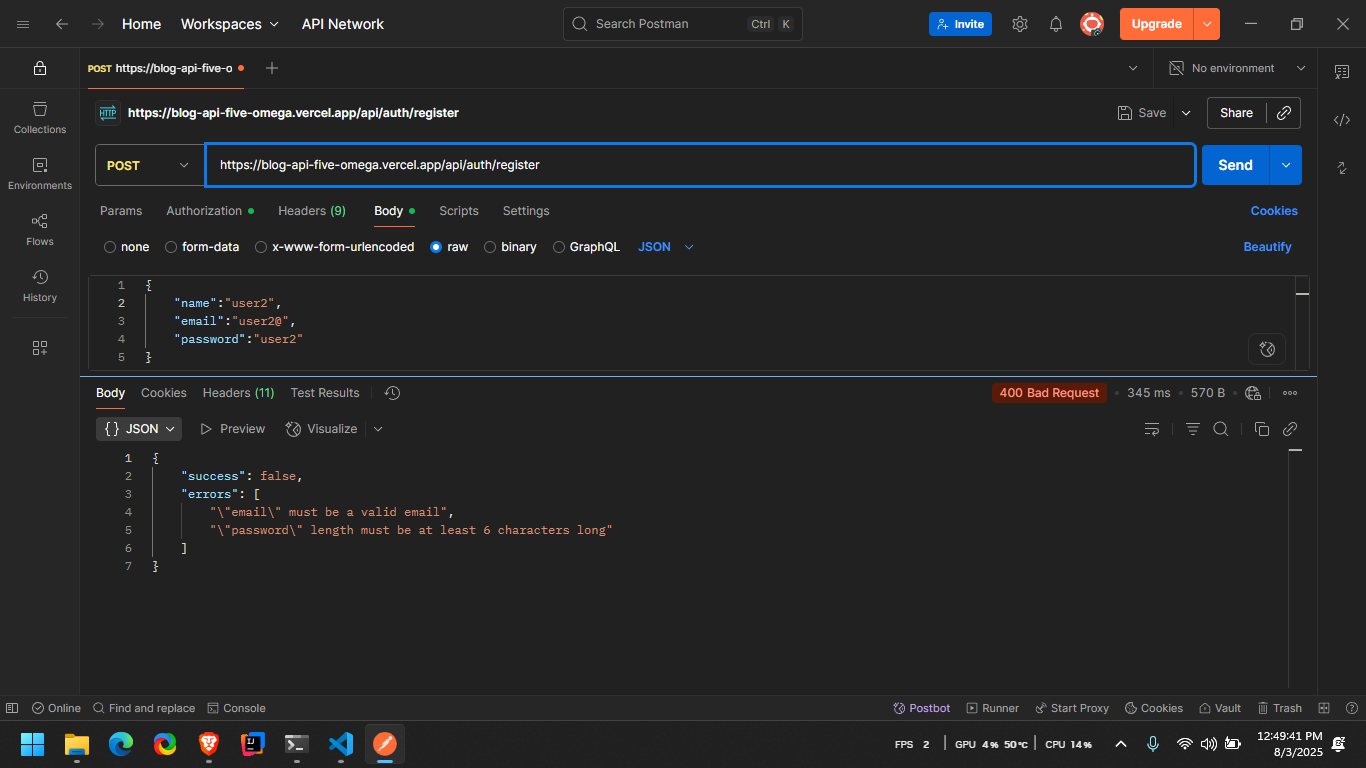 Home Workspaces API Network Search Postman Ctrl K Invite Upgrade
POST https://blog-api-five-o No environment
HTTP https://blog-api-five-omega.vercel.app/api/auth/register Save Share
Collections
POST https://blog-api-five-omega.vercel.app/api/auth/register Send
Environments
Params Authorization Headers (9) Body Scripts Settings Cookies
Flows
none form-data x-www-form-urlencoded raw binary GraphQL JSON Beautify
History
1 {
2 "name":"user2",
3 "email":"user2@",
4 "password":"user2"
5 }
Body Cookies Headers (11) Test Results 400 Bad Request • 345 ms • 570 B
{} JSON Preview Visualize
1 {
2 "success": false,
3 "errors": [
4 "\"email\" must be a valid email",
5 "\"password\" length must be at least 6 characters long"
6 ]
7 }
Online Find and replace Console Postbot Runner Start Proxy Cookies Vault Trash
FPS 2 GPU 4% 50°C CPU 14% 12:49:41 PM
8/3/2025